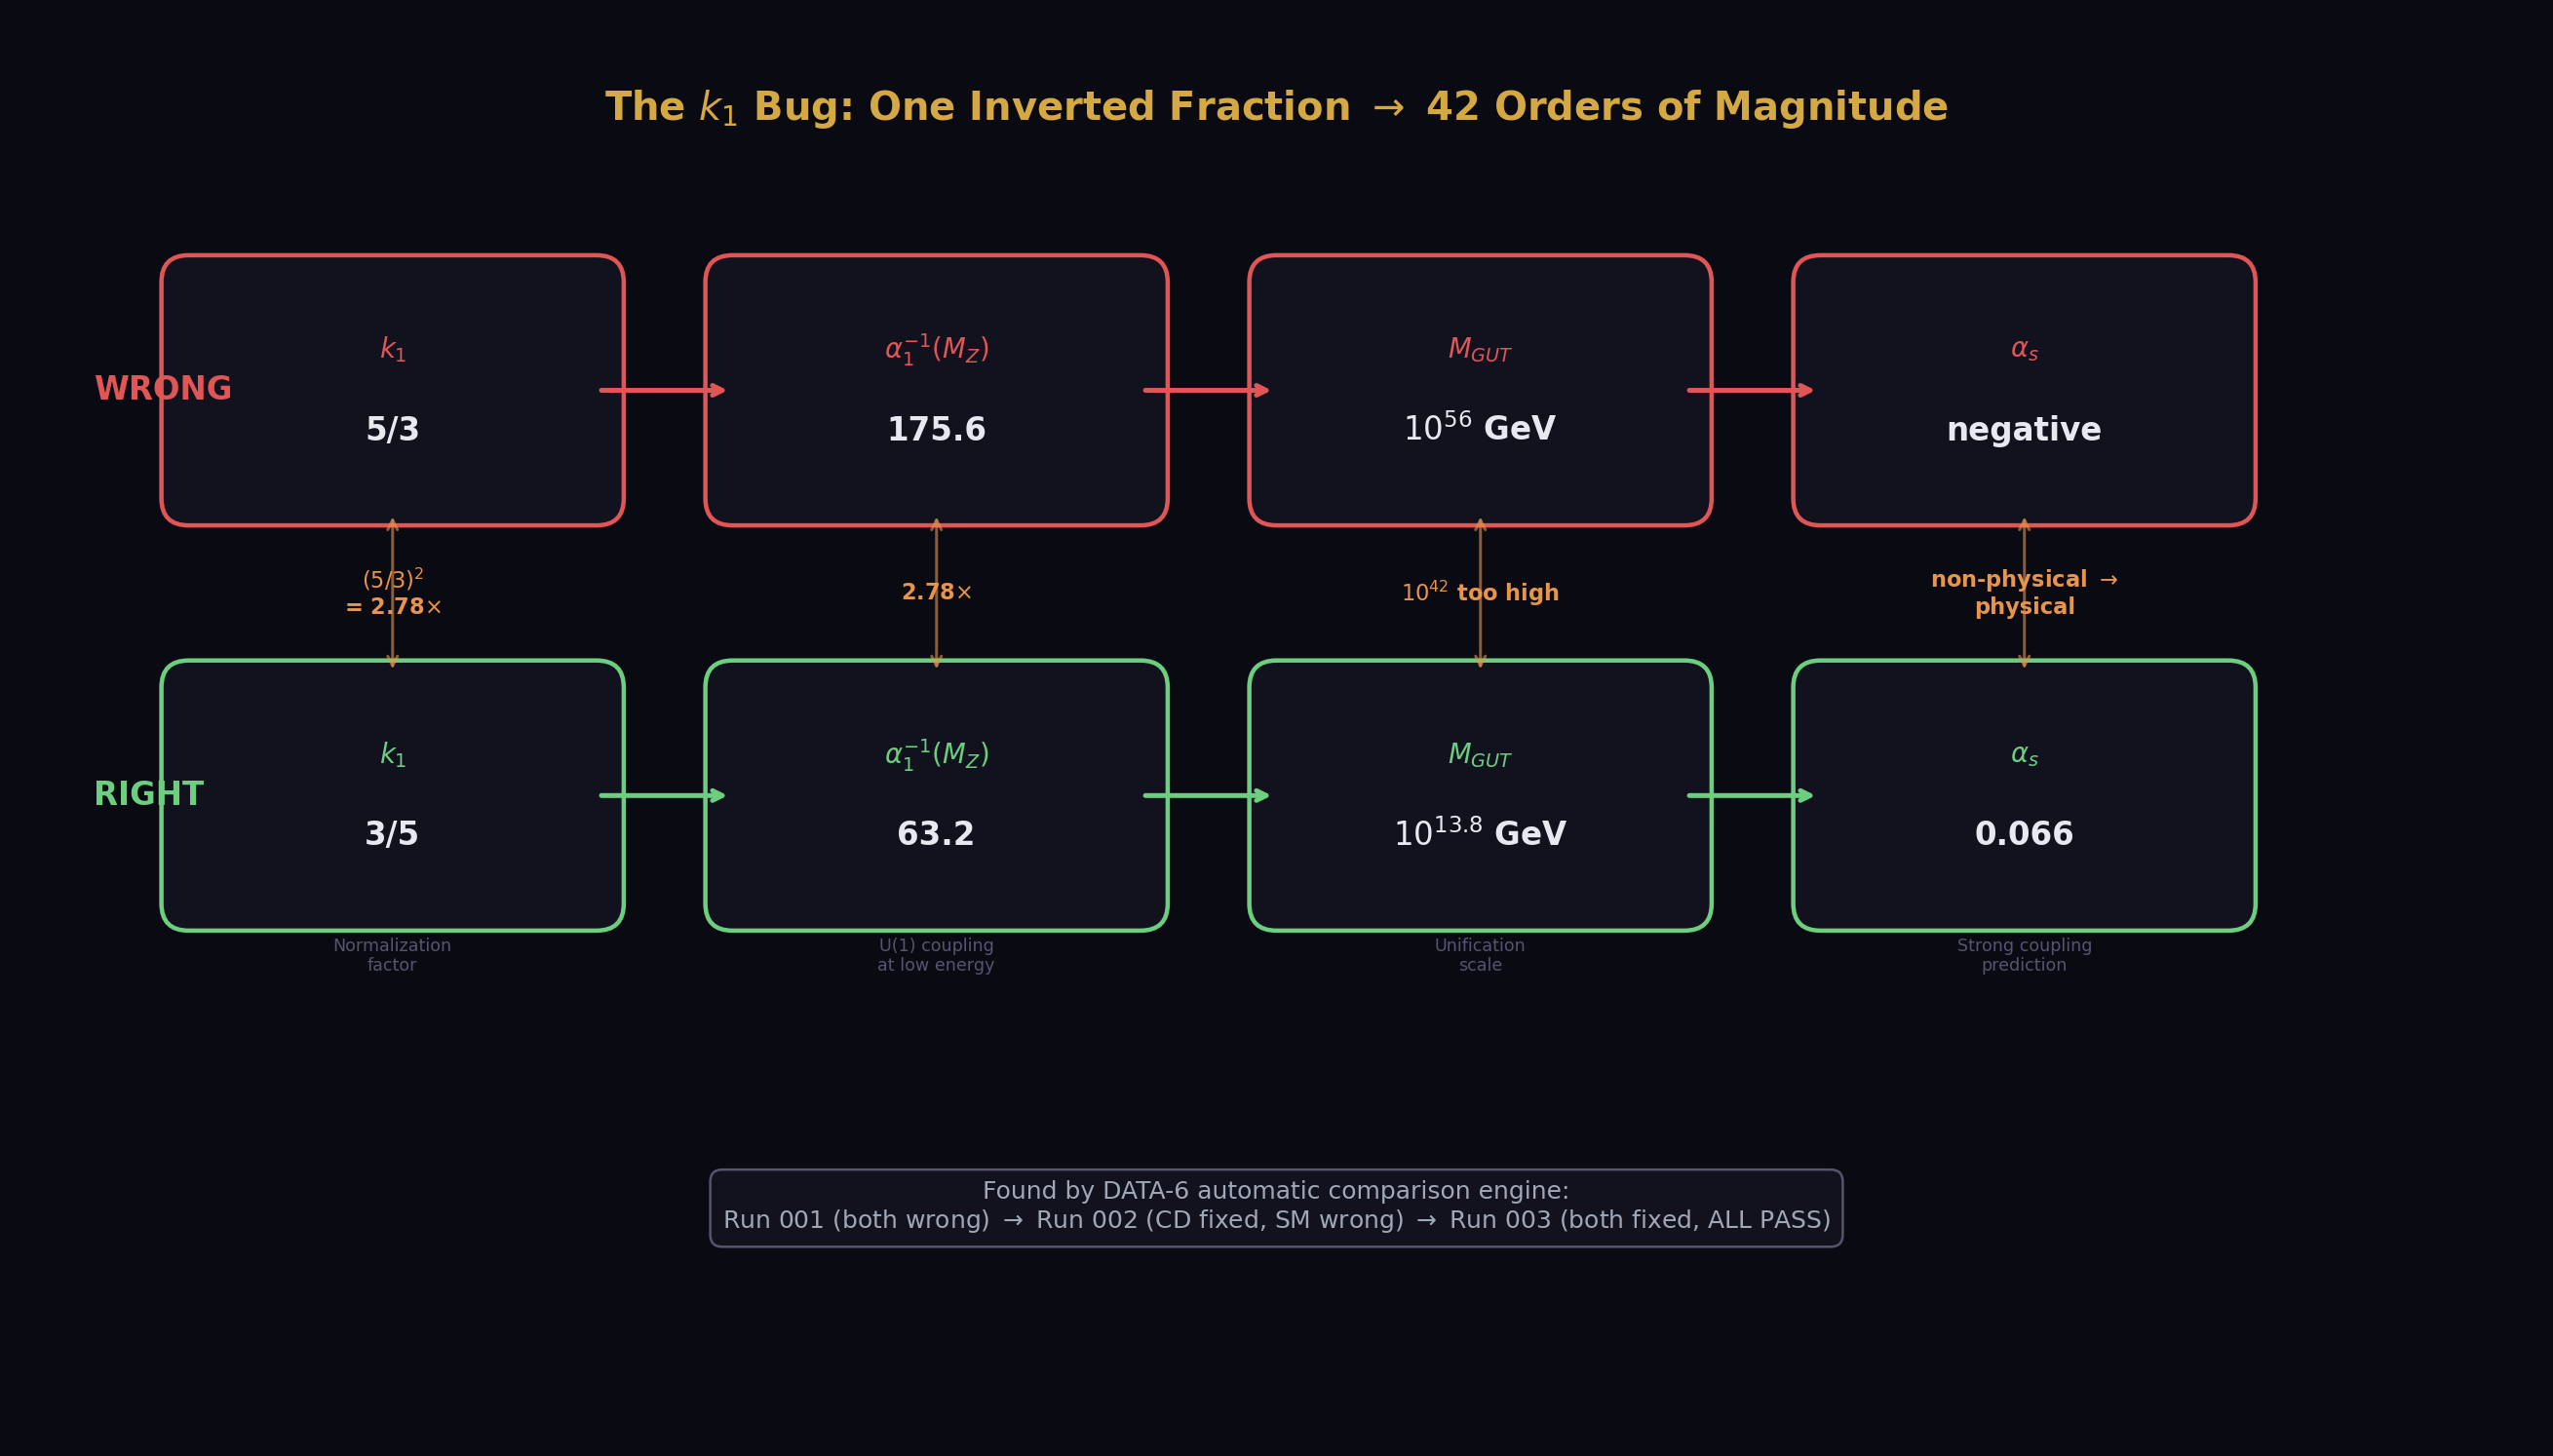 The k₁ Bug: One Inverted Fraction → 42 Orders of Magnitude
WRONG
k₁
5/3
α₁⁻¹(M_Z)
175.6
M_GUT
10⁵⁶ GeV
αₛ
negative
(5/3)²
= 2.78×
2.78×
10⁴² too high
non-physical →
physical
RIGHT
k₁
3/5
α₁⁻¹(M_Z)
63.2
M_GUT
10¹³·⁸ GeV
αₛ
0.066
Normalization
factor
U(1) coupling
at low energy
Unification
scale
Strong coupling
prediction
Found by DATA-6 automatic comparison engine:
Run 001 (both wrong) → Run 002 (CD fixed, SM wrong) → Run 003 (both fixed, ALL PASS)